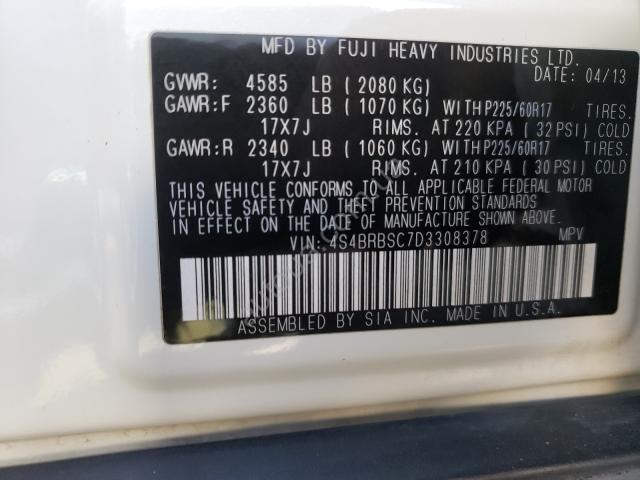 MFD BY FUJI HEAVY INDUSTRIES LTD.
DATE: 04/13
GVWR: 4585 LB ( 2080 KG)
GAWR:F 2360 LB ( 1070 KG) WITH P225/60R17 TIRES.
17X7J RIMS. AT 220 KPA ( 32 PSI) COLD
GAWR:R 2340 LB ( 1060 KG) WITH P225/60R17 TIRES.
17X7J RIMS. AT 210 KPA ( 30 PSI) COLD
THIS VEHICLE CONFORMS TO ALL APPLICABLE FEDERAL MOTOR
VEHICLE SAFETY AND THEFT PREVENTION STANDARDS
IN EFFECT ON THE DATE OF MANUFACTURE SHOWN ABOVE.
VIN: 4S4BRBSC7D3308378 MPV
ASSEMBLED BY SIA INC. MADE IN U.S.A.